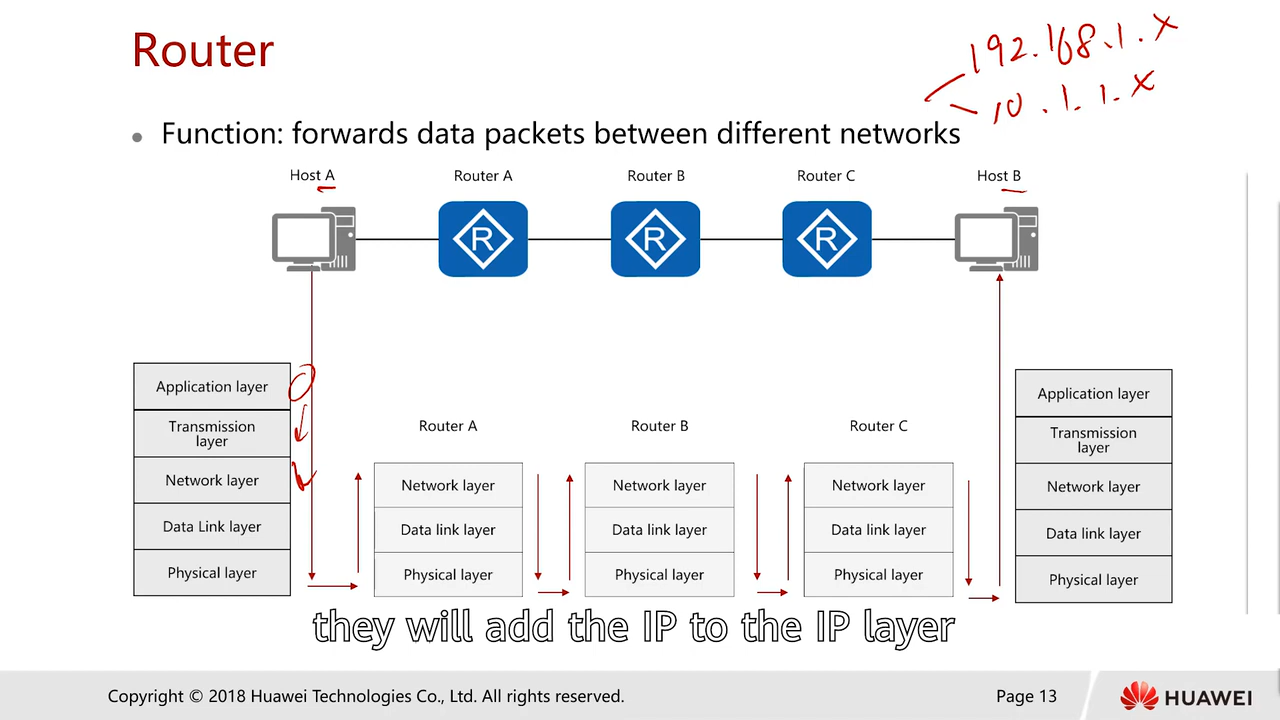 Router
192.168.1.x
10.1.1.x
Function: forwards data packets between different networks
Host A
Router A
Router B
Router C
Host B
R
R
R
Application layer
Transmission
layer
Network layer
Data Link layer
Physical layer
Router A
Network layer
Data link layer
Physical layer
Router B
Network layer
Data link layer
Physical layer
Router C
Network layer
Data link layer
Physical layer
Application layer
Transmission
layer
Network layer
Data link layer
Physical layer
they will add the IP to the IP layer
Copyright © 2018 Huawei Technologies Co., Ltd. All rights reserved.
Page 13
HUAWEI